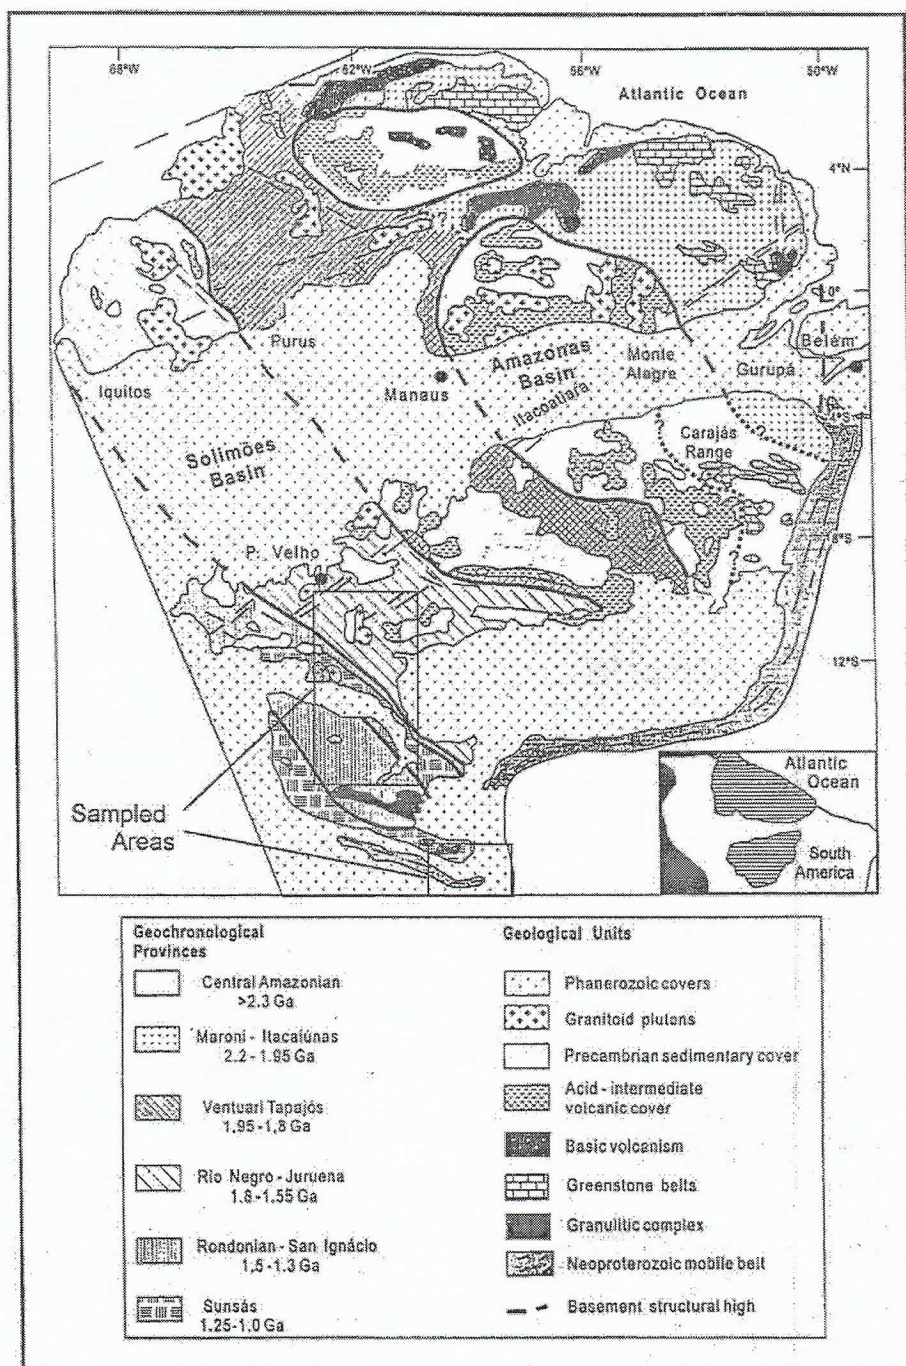 68°W
62°W
56°W
50°W
Atlantic Ocean
4°N
?
0°
Purus
Belém
Iquitos
Manaus
Amazonas
Basin
Monte
Alegre
Gurupá
Itacoatiara
4°S
Solimões
Basin
?
?
Carajás
Range
8°S
?
P. Velho
12°S
Sampled
Areas
Atlantic
Ocean
South
America
Geochronological
Provinces
Central Amazonian
>2.3 Ga
Maroni - Itacaiúnas
2.2 - 1.95 Ga
Ventuari Tapajós
1,95 -1,8 Ga
Rio Negro - Juruena
1.8 -1.55 Ga
Rondonian - San Ignácio
1,5 -1.3 Ga
Sunsás
1.25-1.0 Ga
Geological Units
Phanerozoic covers
Granitoid plutons
Precambrian sedimentary cover
Acid - intermediate
volcanic cover
Basic volcanism
Greenstone belts
Granulitic complex
Neoproterozoic mobile belt
Basement structural high